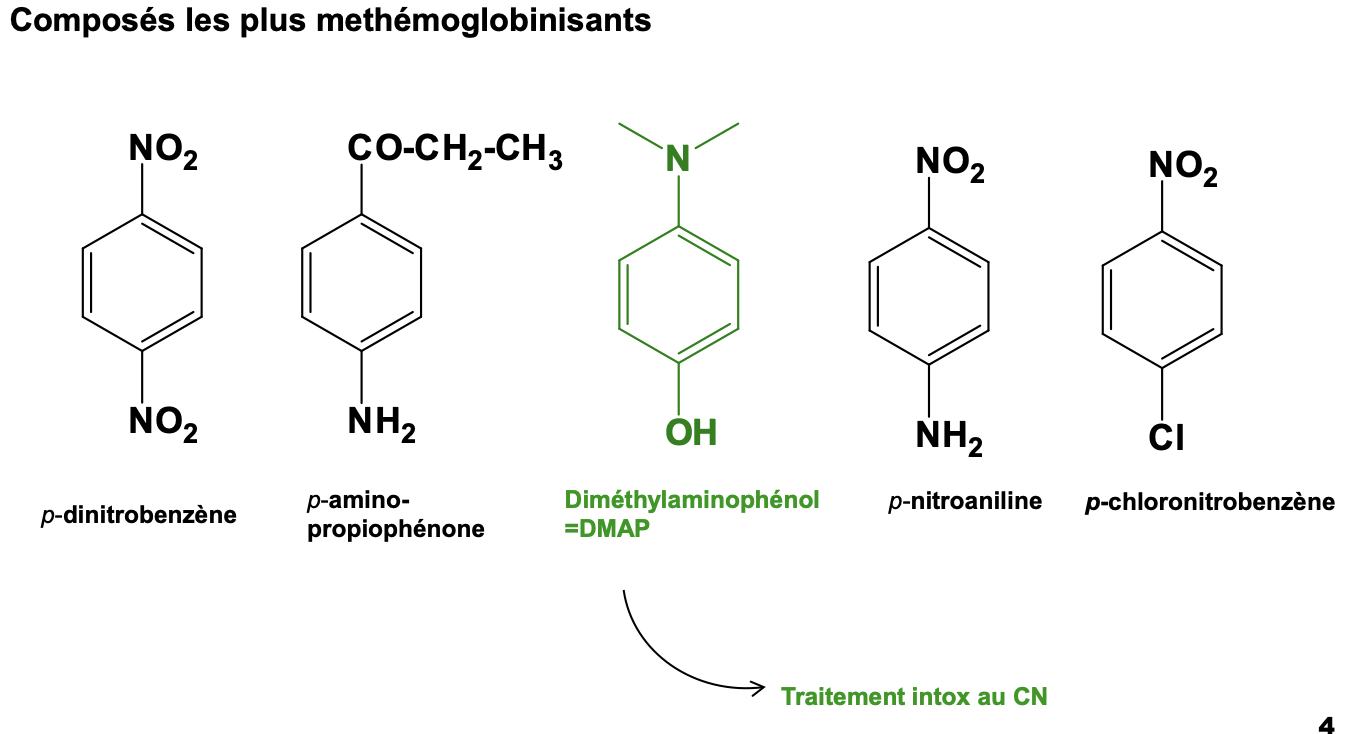 Composés les plus methémoglobinisants
NO2
CO-CH2-CH3
N
NO2
NO2
NO2
NH2
OH
NH2
Cl
p-dinitrobenzène
p-amino-
propiophénone
Diméthylaminophénol
=DMAP
p-nitroaniline
p-chloronitrobenzène
Traitement intox au CN
4